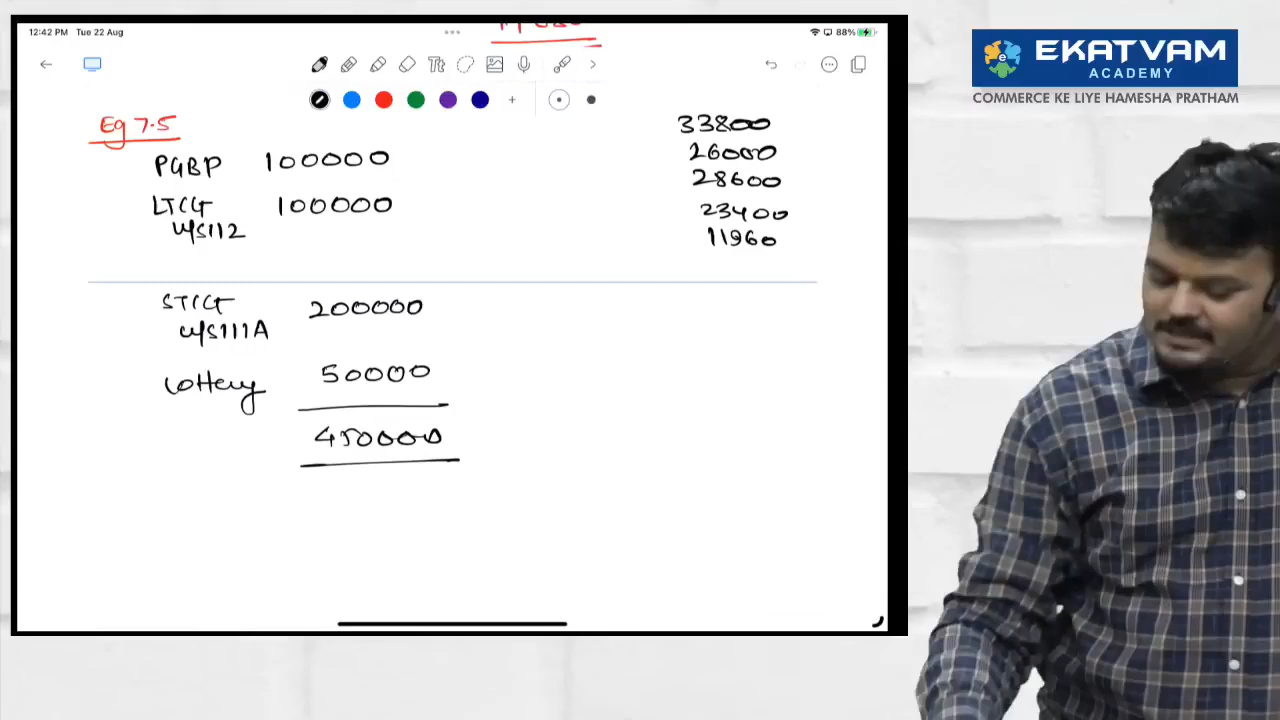 12:42 PM Tue 22 Aug
88%
EKATVAM
ACADEMY
COMMERCE KE LIYE HAMESHA PRATHAM
Eg 7.5
PGBP 100000
LTCG 100000
u/s 112
33800
26000
28600
23400
11960
STCG 200000
u/s 111A
Lottery 50000
450000